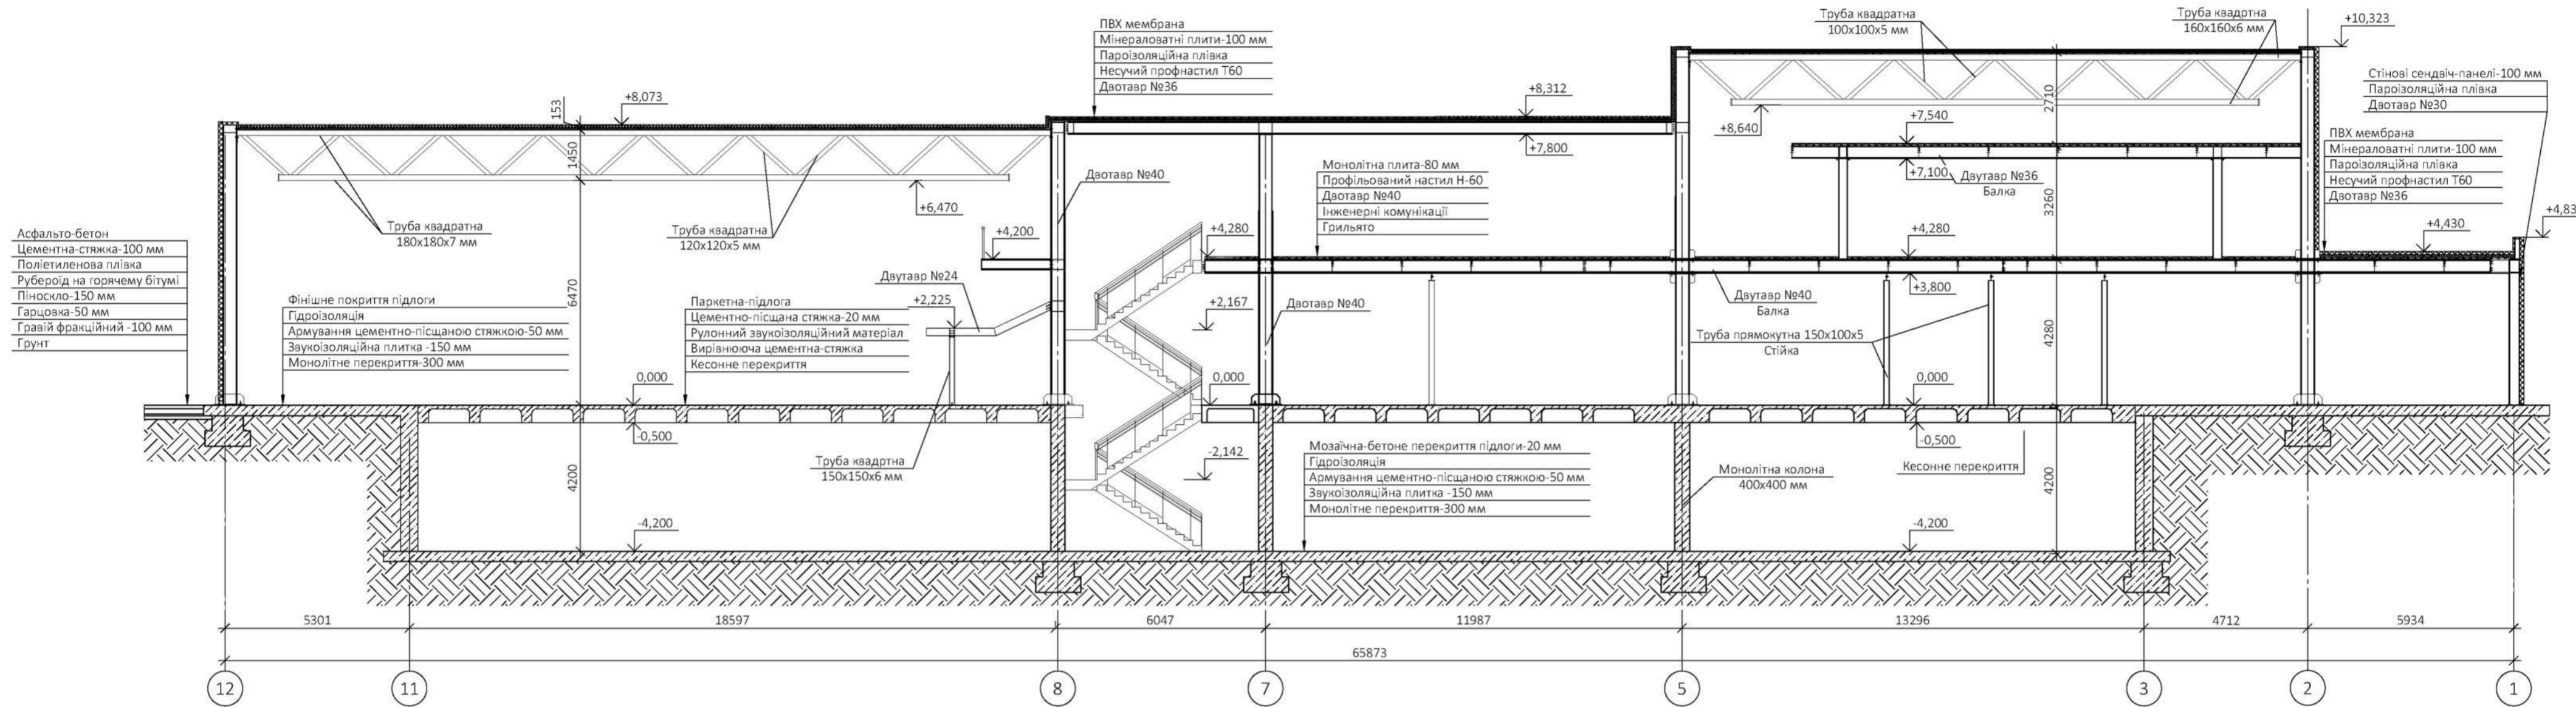 ПВХ мембрана
Мінераловатні плити-100 мм
Пароізоляційна плівка
Несучий профнастил Т60
Двотавр №36
Труба квадратна
100х100х5 мм
Труба квадртна
160х160х6 мм
+10,323
Стінові сендвіч-панелі-100 мм
Пароізоляційна плівка
Двотавр №30
153
+8,073
+8,312
2710
+8,640
+7,540
1450
+7,800
ПВХ мембрана
Мінераловатні плити-100 мм
Пароізоляційна плівка
Несучий профнастил Т60
Двотавр №36
Монолітна плита-80 мм
Профільований настил Н-60
Двотавр №40
Інженерні комунікації
Грильято
Двотавр №40
+7,100
Двутавр №36
Балка
3260
+6,470
Труба квадратна
180х180х7 мм
Труба квадратна
120х120х5 мм
+4,200
+4,280
+4,280
+4,430
+4,83
Асфальто-бетон
Цементна-стяжка-100 мм
Поліетиленова плівка
Рубероїд на горячему бітумі
Піноскло-150 мм
Гарцовка-50 мм
Гравій фракційний -100 мм
Грунт
Двутавр №24
+2,225
6470
Фінішне покриття підлоги
Гідроізоляція
Армування цементно-пісщаною стяжкою-50 мм
Звукоізоляційна плитка -150 мм
Монолітне перекриття-300 мм
Паркетна-підлога
Цементно-пісщана стяжка-20 мм
Рулонний звукоізоляційний матеріал
Вирівнююча цементна-стяжка
Кесонне перекриття
+2,167
Двотавр №40
Двутавр №40
Балка
+3,800
Труба прямокутна 150х100х5
Стійка
4280
0,000
0,000
0,000
-0,500
-0,500
Труба квадртна
150х150х6 мм
-2,142
Мозаїчна-бетоне перекриття підлоги-20 мм
Гідроізоляція
Армування цементно-пісщаною стяжкою-50 мм
Звукоізоляційна плитка -150 мм
Монолітне перекриття-300 мм
Монолітна колона
400х400 мм
Кесонне перекриття
4200
4200
-4,200
-4,200
5301
18597
6047
11987
13296
4712
5934
65873
12
11
8
7
5
3
2
1